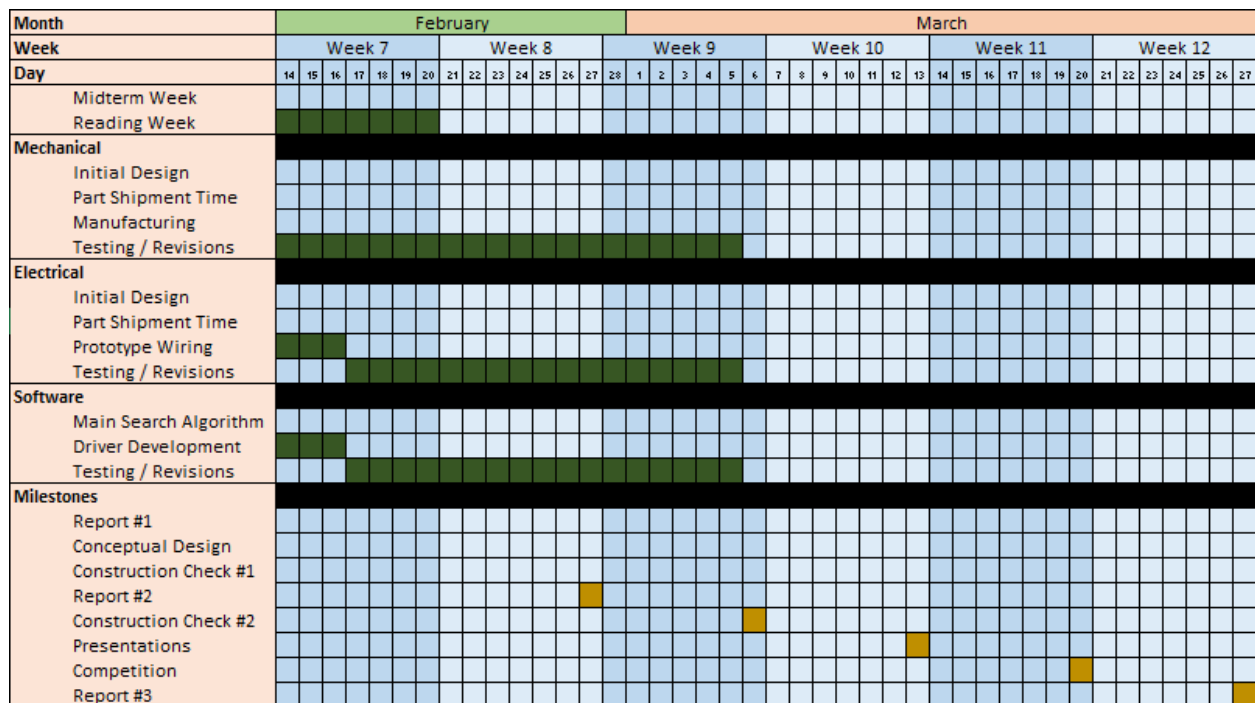 Month February March
Week Week 7 Week 8 Week 9 Week 10 Week 11 Week 12
Day 14 15 16 17 18 19 20 21 22 23 24 25 26 27 28 1 2 3 4 5 6 7 8 9 10 11 12 13 14 15 16 17 18 19 20 21 22 23 24 25 26 27
Midterm Week
Reading Week
Mechanical
Initial Design
Part Shipment Time
Manufacturing
Testing / Revisions
Electrical
Initial Design
Part Shipment Time
Prototype Wiring
Testing / Revisions
Software
Main Search Algorithm
Driver Development
Testing / Revisions
Milestones
Report #1
Conceptual Design
Construction Check #1
Report #2
Construction Check #2
Presentations
Competition
Report #3